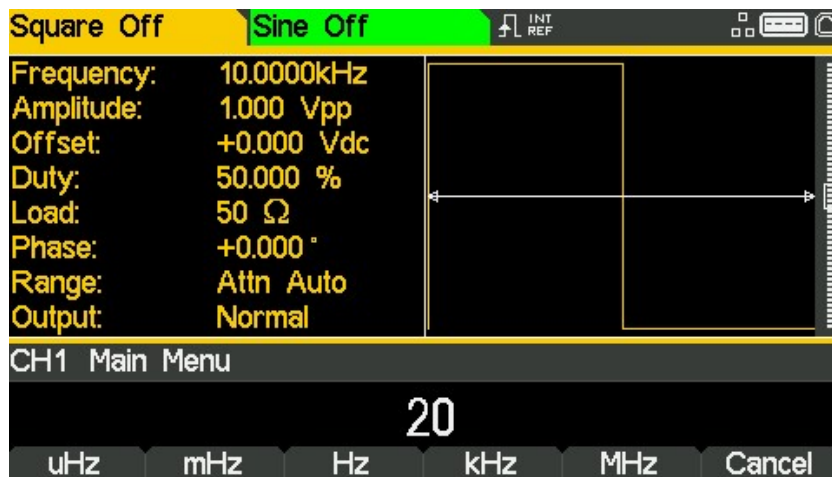 Square Off Sine Off INT
REF
Frequency: 10.0000kHz
Amplitude: 1.000 Vpp
Offset: +0.000 Vdc
Duty: 50.000 %
Load: 50 Ω
Phase: +0.000 °
Range: Attn Auto
Output: Normal
CH1 Main Menu
20
uHz mHz Hz kHz MHz Cancel